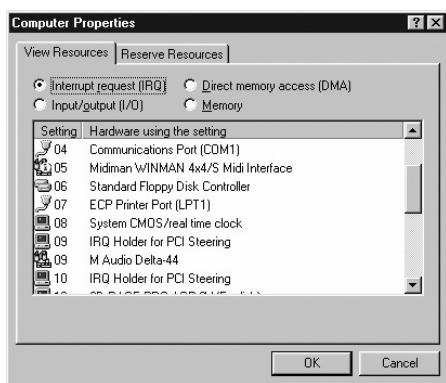 Computer Properties
View Resources Reserve Resources
Interrupt request (IRQ) Direct memory access (DMA)
Input/output (I/O) Memory
Setting Hardware using the setting
04 Communications Port (COM1)
05 Midiman WINMAN 4x4/S Midi Interface
06 Standard Floppy Disk Controller
07 ECP Printer Port (LPT1)
08 System CMOS/real time clock
09 IRQ Holder for PCI Steering
09 M Audio Delta-44
10 IRQ Holder for PCI Steering
OK Cancel